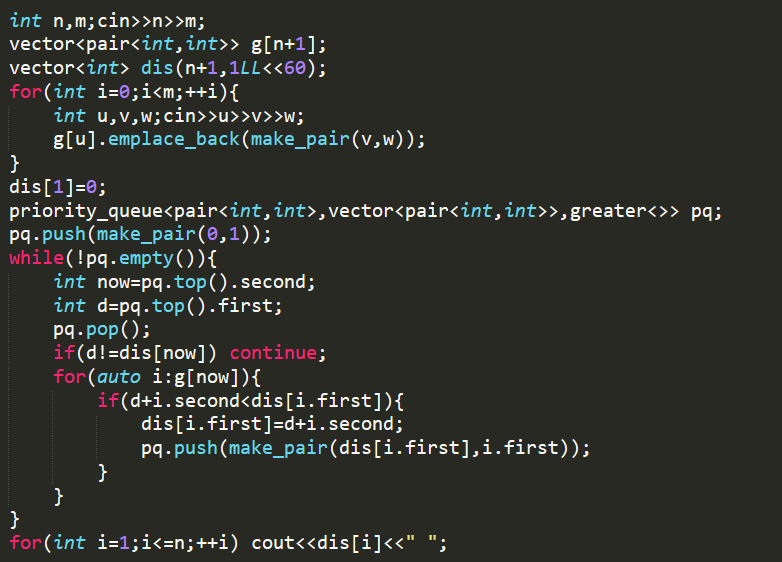 int n,m;cin>>n>>m;
vector<pair<int,int>> g[n+1];
vector<int> dis(n+1,1LL<<60);
for(int i=0;i<m;++i){
    int u,v,w;cin>>u>>v>>w;
    g[u].emplace_back(make_pair(v,w));
}
dis[1]=0;
priority_queue<pair<int,int>,vector<pair<int,int>>,greater<>> pq;
pq.push(make_pair(0,1));
while(!pq.empty()){
    int now=pq.top().second;
    int d=pq.top().first;
    pq.pop();
    if(d!=dis[now]) continue;
    for(auto i:g[now]){
        if(d+i.second<dis[i.first]){
            dis[i.first]=d+i.second;
            pq.push(make_pair(dis[i.first],i.first));
        }
    }
}
for(int i=1;i<=n;++i) cout<<dis[i]<<" ";